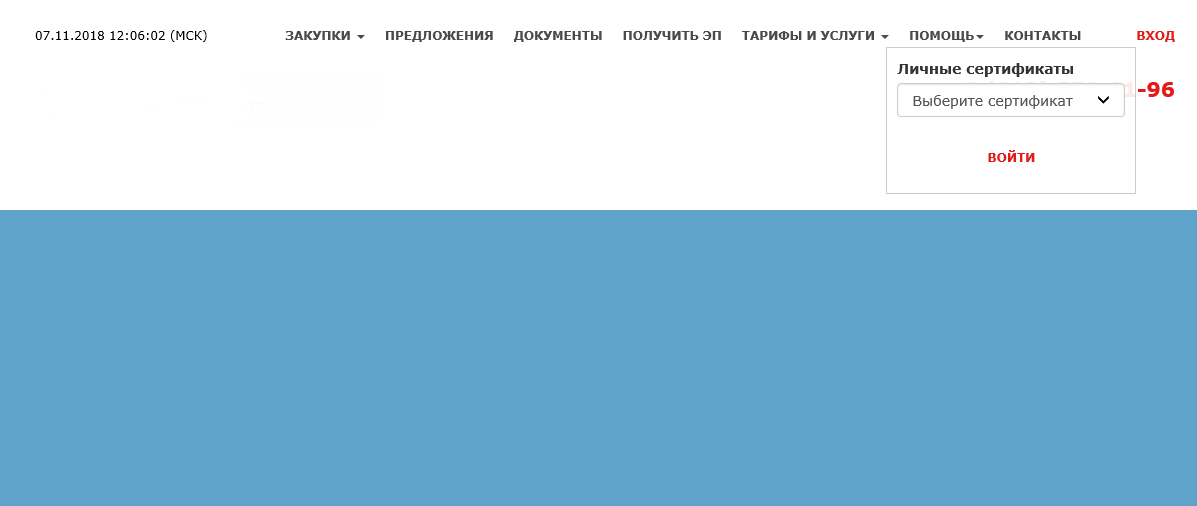 07.11.2018 12:06:02 (МСК) ЗАКУПКИ ПРЕДЛОЖЕНИЯ ДОКУМЕНТЫ ПОЛУЧИТЬ ЭП ТАРИФЫ И УСЛУГИ ПОМОЩЬ КОНТАКТЫ ВХОД
Личные сертификаты
-96
Выберите сертификат
ВОЙТИ